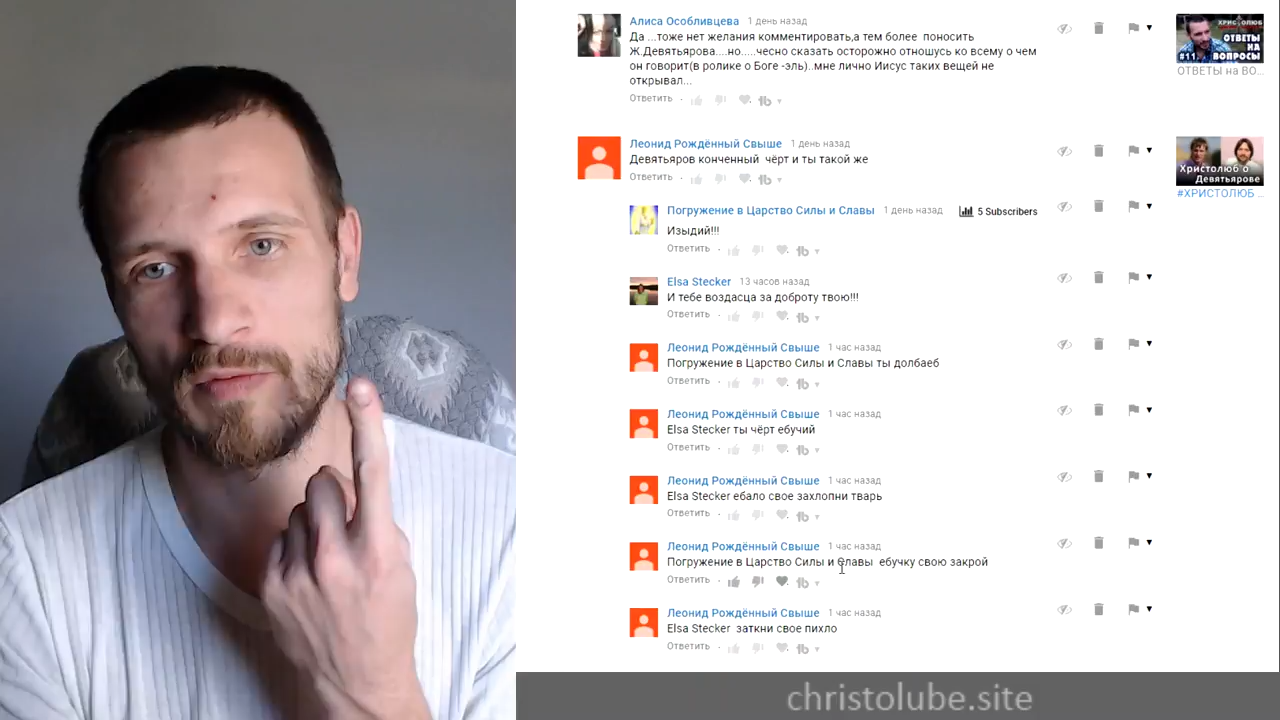 Алиса Особливцева 1 день назад
Да ...тоже нет желания комментировать,а тем более поносить
Ж.Девятьярова....но.....чесно сказать осторожно отношусь ко всему о чем
он говорит(в ролике о Боге -эль)..мне лично Иисус таких вещей не
открывал...
Ответить
ХРИСТОЛЮБ
ОТВЕТЫ
НА
#11 ВОПРОСЫ
ОТВЕТЫ на ВО...
Леонид Рождённый Свыше 1 день назад
Девятьяров конченный чёрт и ты такой же
Ответить
Христолюб о
Девятьярове
#ХРИСТОЛЮБ ...
Погружение в Царство Силы и Славы 1 день назад 5 Subscribers
Изыдий!!!
Ответить
Elsa Stecker 13 часов назад
И тебе воздасца за доброту твою!!!
Ответить
Леонид Рождённый Свыше 1 час назад
Погружение в Царство Силы и Славы ты долбаеб
Ответить
Леонид Рождённый Свыше 1 час назад
Elsa Stecker ты чёрт ебучий
Ответить
Леонид Рождённый Свыше 1 час назад
Elsa Stecker ебало свое захлопни тварь
Ответить
Леонид Рождённый Свыше 1 час назад
Погружение в Царство Силы и Славы ебучку свою закрой
Ответить
Леонид Рождённый Свыше 1 час назад
Elsa Stecker заткни свое пихло
Ответить
christolube.site